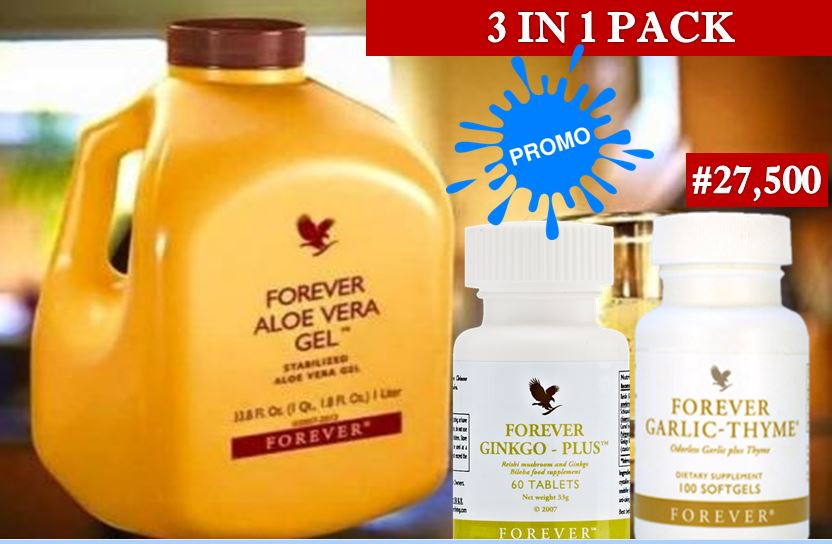 3 IN 1 PACK
PROMO
#27,500
FOREVER
ALOE VERA
GEL™
STABILIZED
ALOE VERA GEL
33.8 Fl. Oz. (1 Qt., 1.8 Fl. Oz.) 1 Liter
FOREVER®
FOREVER
GINKGO - PLUS™
Reishi mushroom and Ginkgo
Biloba food supplement
60 TABLETS
Net weight 33g
© 2007
FOREVER™
FOREVER
GARLIC-THYME®
Odorless Garlic plus Thyme
DIETARY SUPPLEMENT
100 SOFTGELS
FOREVER®